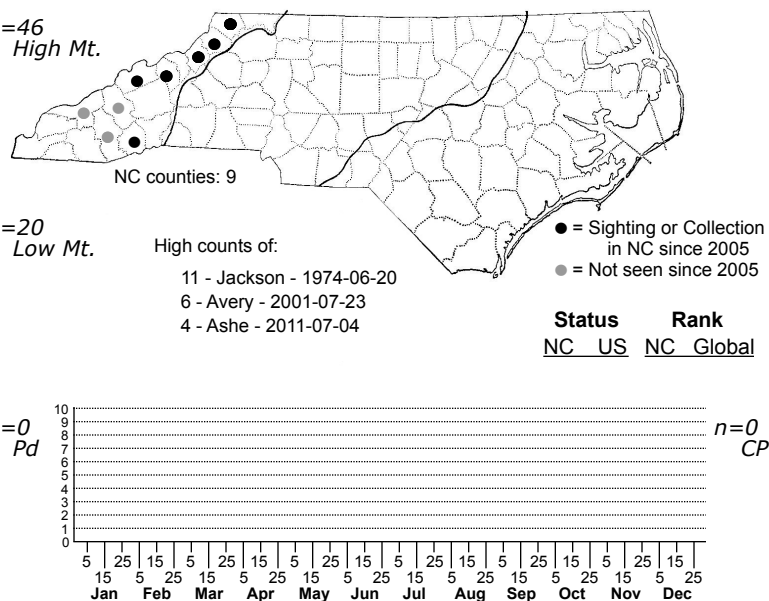 =46
High Mt.
NC counties: 9
=20
Low Mt.
High counts of:
11 - Jackson - 1974-06-20
6 - Avery - 2001-07-23
4 - Ashe - 2011-07-04
= Sighting or Collection
in NC since 2005
= Not seen since 2005
Status Rank
NC US NC Global
=0
Pd
n=0
CP
10
9
8
7
6
5
4
3
2
1
0
5 25 15 5 25 15 5 25 15 5 25 15 5 25 15 5 25 15
15 5 25 15 5 25 15 5 25 15 5 25 15 5 25 15 5 25
Jan Feb Mar Apr May Jun Jul Aug Sep Oct Nov Dec